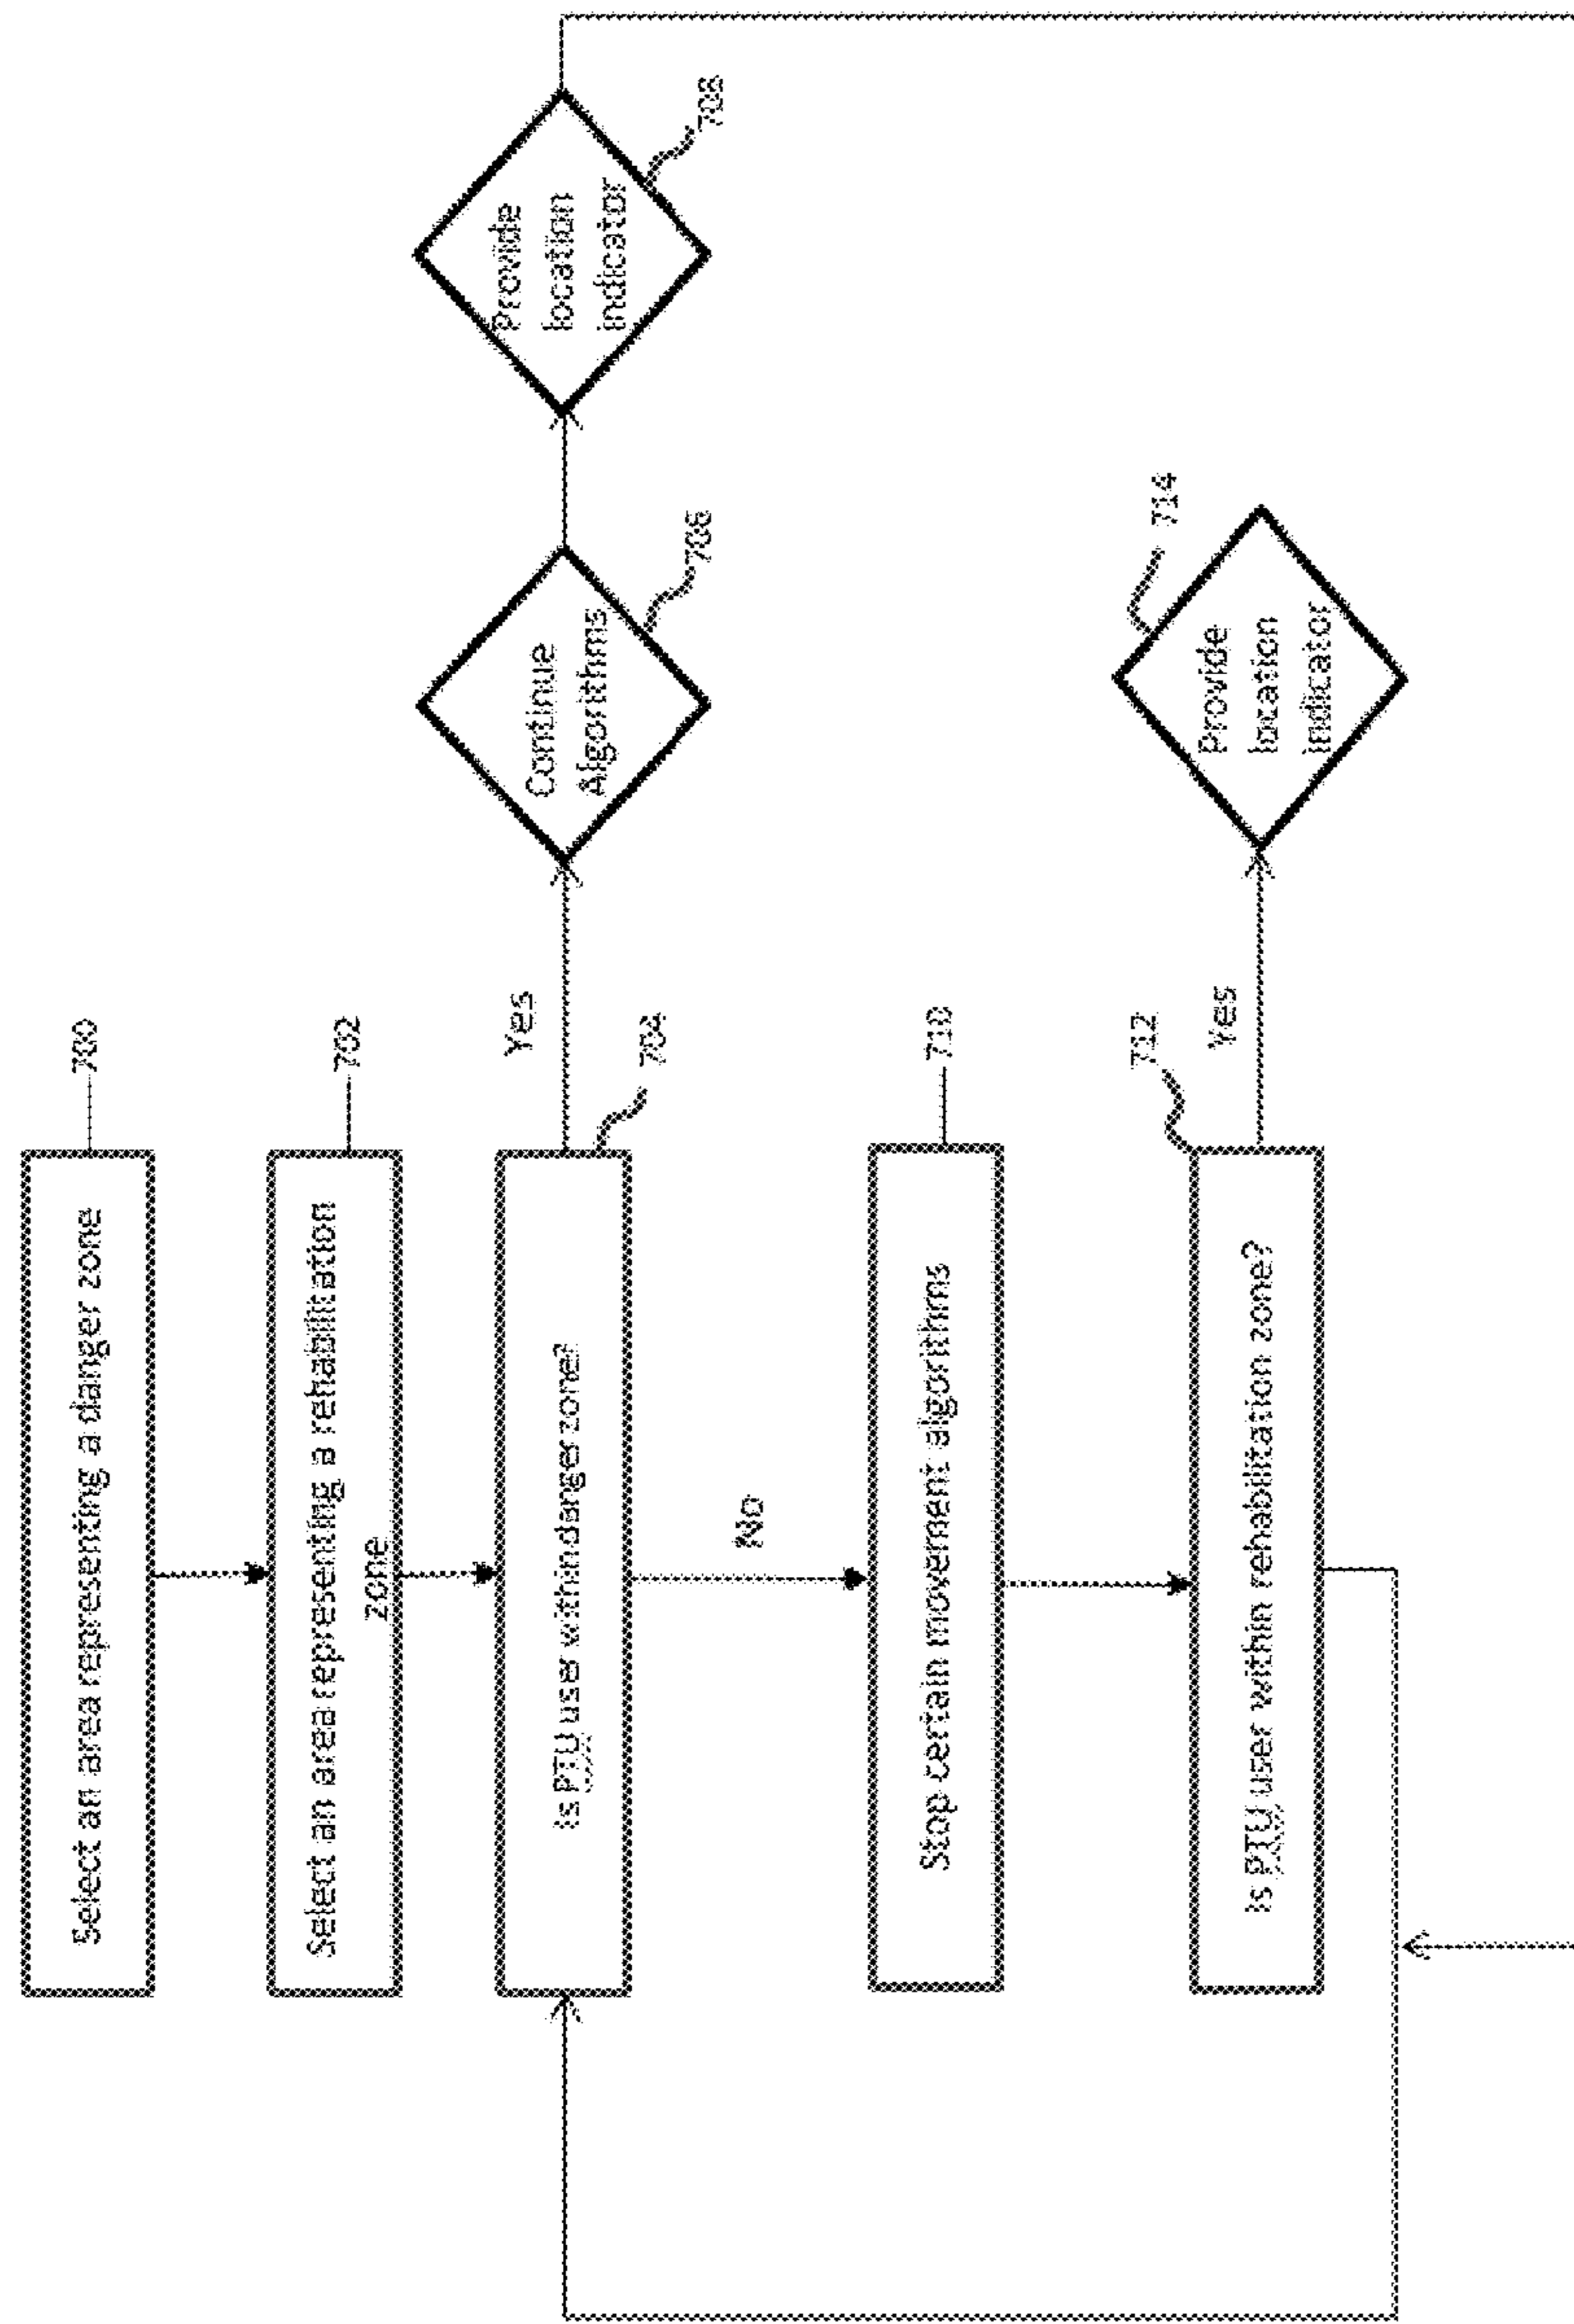 Select an area representing a danger zone
700
Select an area representing a rehabilitation
zone
702
Is PTU user within danger zone?
704
Yes
Continue
Algorithms
706
Provide
location
indicator
708
No
Stop certain movement algorithms
710
Is PTU user within rehabilitation zone?
712
Yes
Provide
location
indicator
714